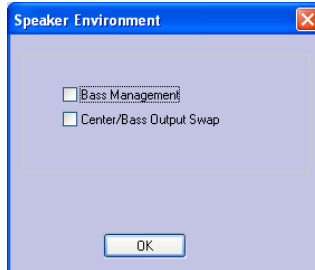 Speaker Environment
Bass Management
Center/Bass Output Swap
OK